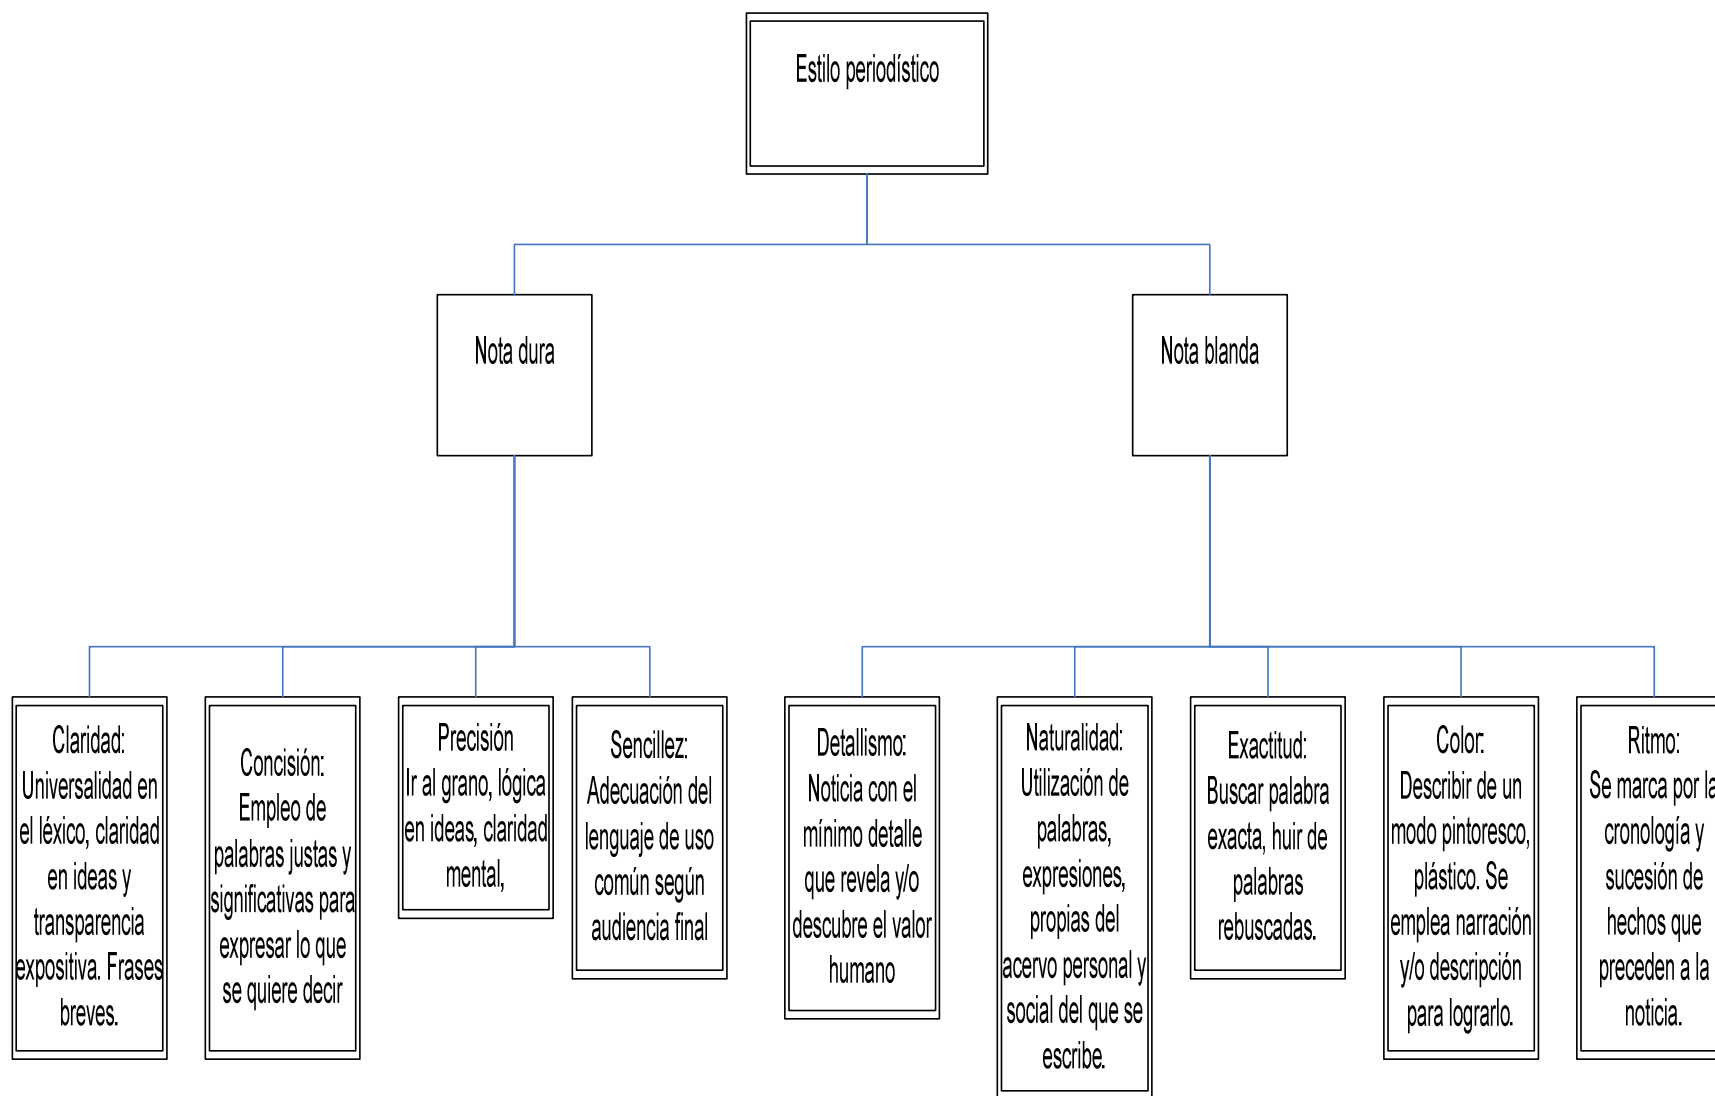 Estilo periodístico
Nota dura
Nota blanda
Claridad:
Universalidad en
el léxico, claridad
en ideas y
transparencia
expositiva. Frases
breves.
Concisión:
Empleo de
palabras justas y
significativas para
expresar lo que
se quiere decir
Precisión
Ir al grano, lógica
en ideas, claridad
mental,
Sencillez:
Adecuación del
lenguaje de uso
común según
audiencia final
Detallismo:
Noticia con el
mínimo detalle
que revela y/o
descubre el valor
humano
Naturalidad:
Utilización de
palabras,
expresiones,
propias del
acervo personal y
social del que se
escribe.
Exactitud:
Buscar palabra
exacta, huir de
palabras
rebuscadas.
Color:
Describir de un
modo pintoresco,
plástico. Se
emplea narración
y/o descripción
para lograrlo.
Ritmo:
Se marca por la
cronología y
sucesión de
hechos que
preceden a la
noticia.